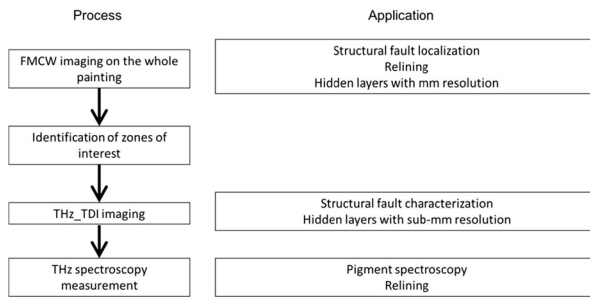 Process
Application
FMCW imaging on the whole
painting
Structural fault localization
Relining
Hidden layers with mm resolution
Identification of zones of
interest
THz_TDI imaging
Structural fault characterization
Hidden layers with sub-mm resolution
THz spectroscopy
measurement
Pigment spectroscopy
Relining